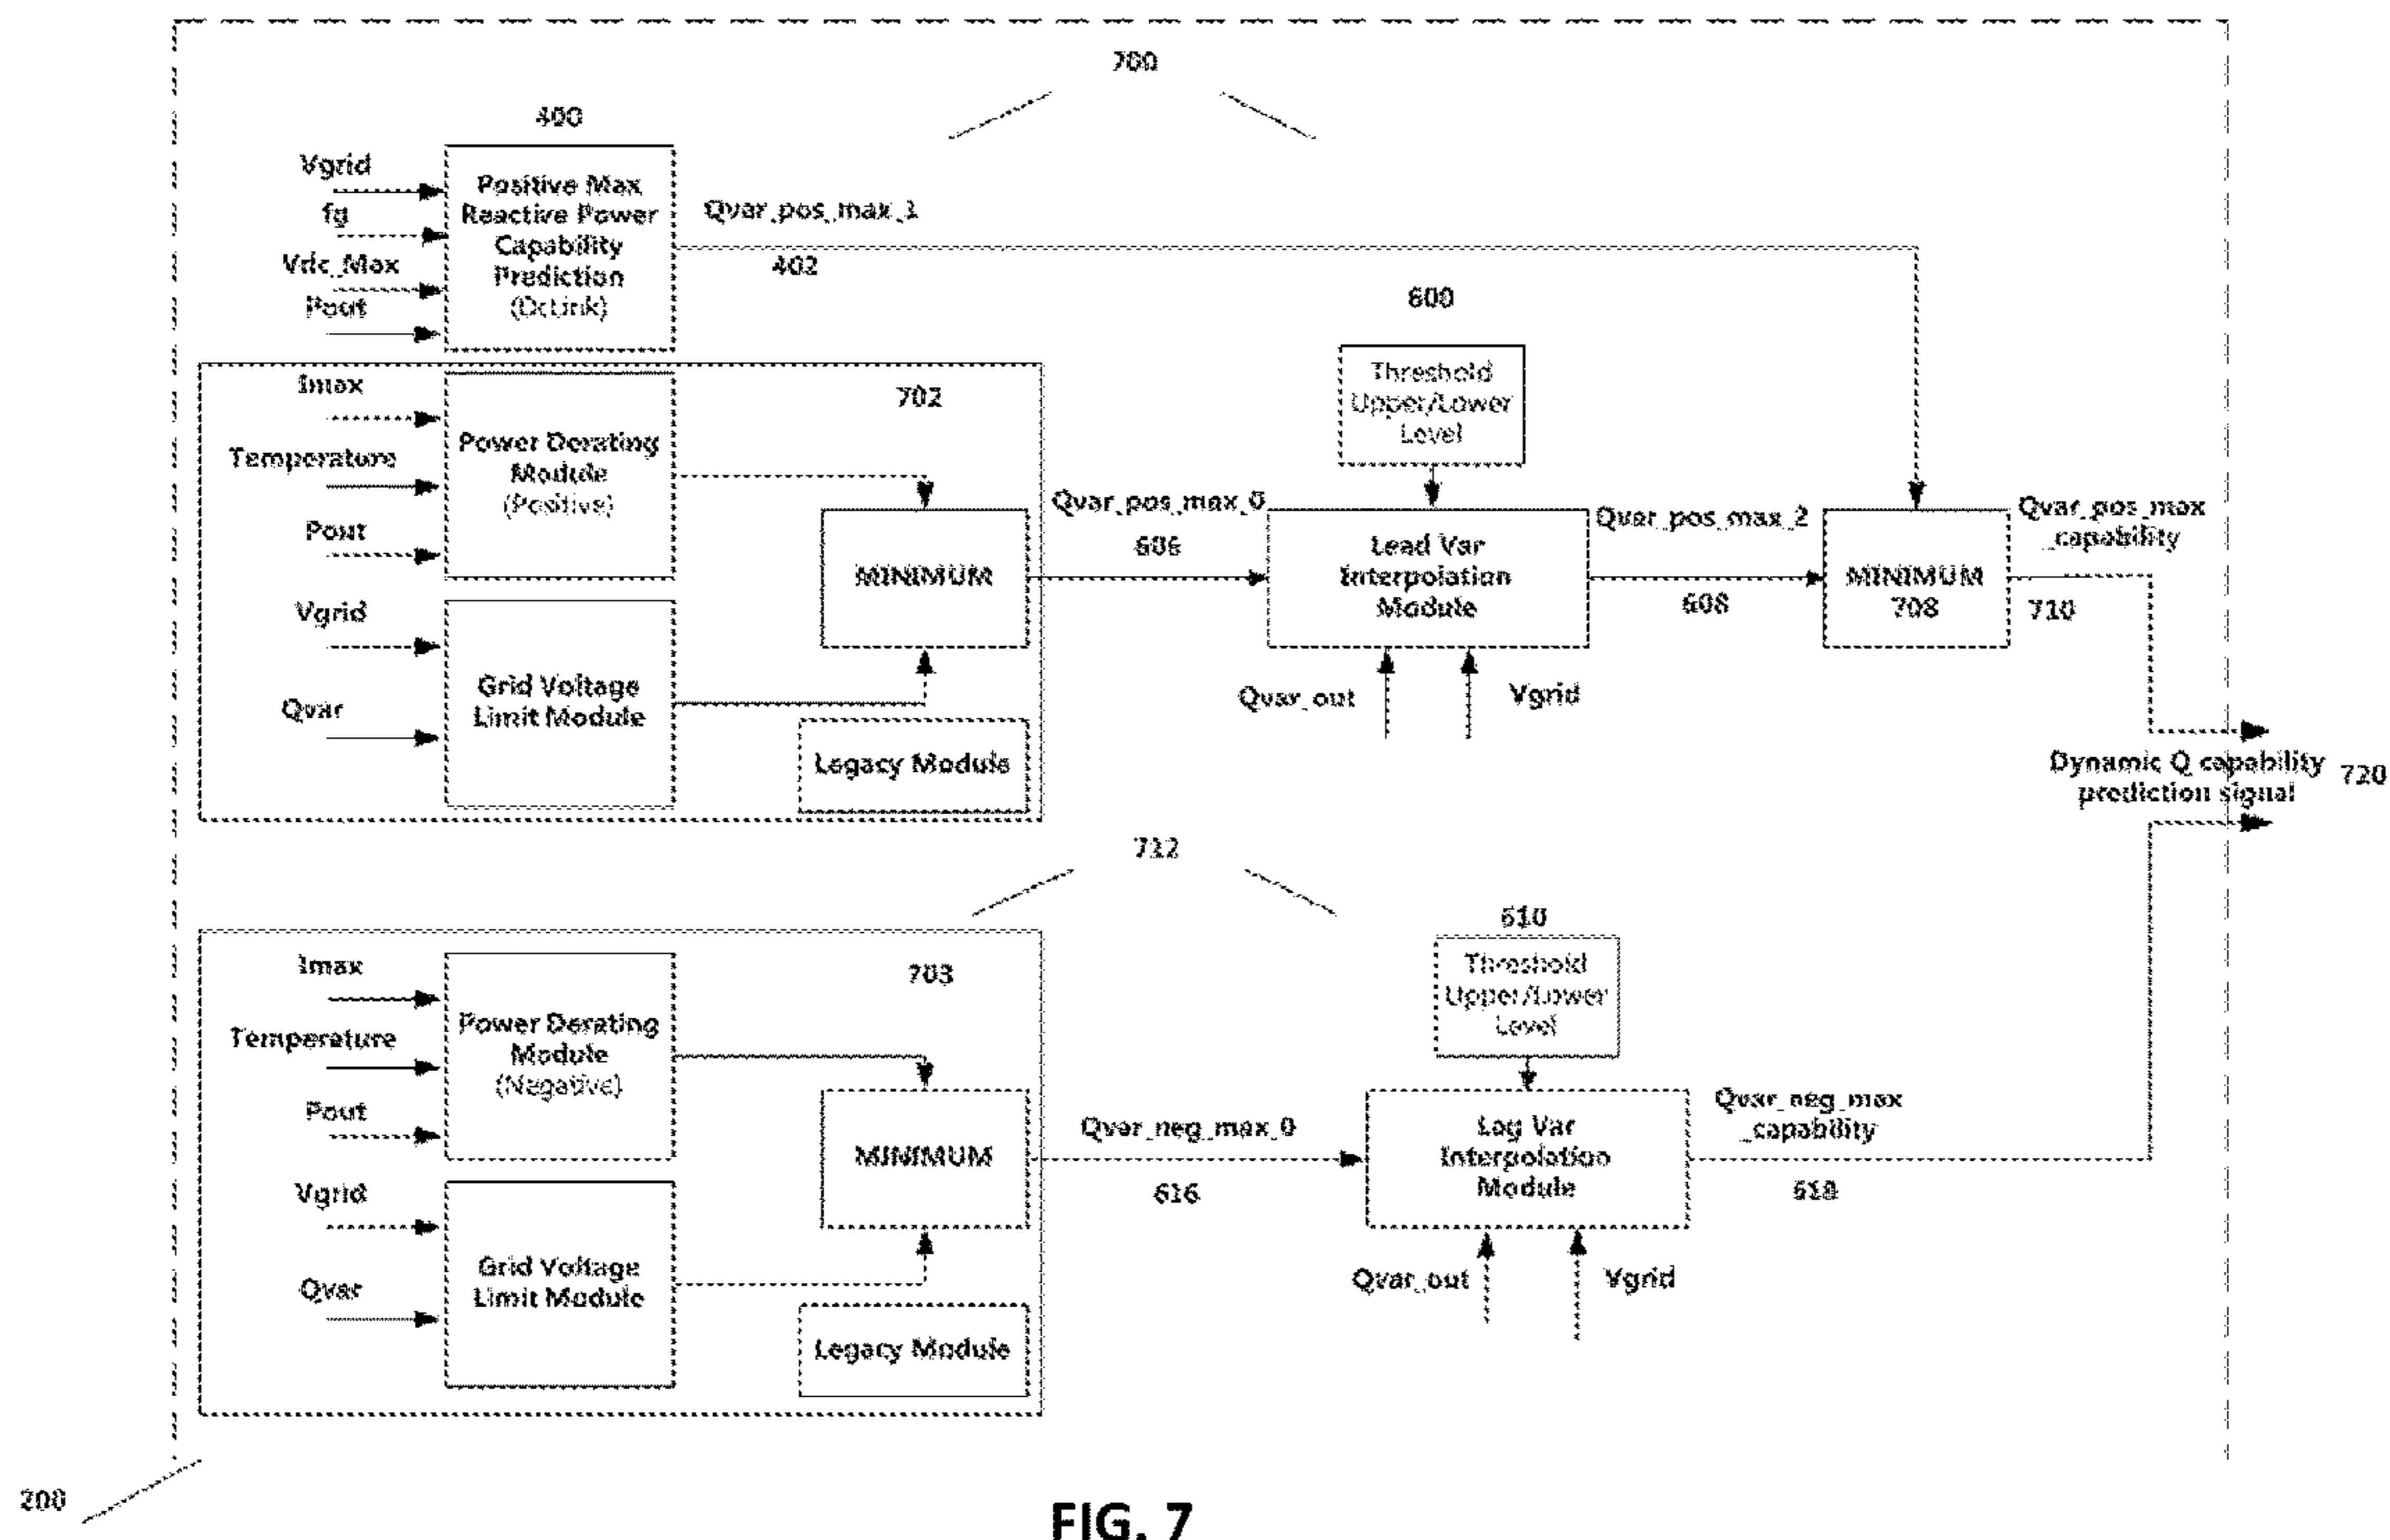 700
400
Vgrid
fg
Vdc_Max
Pout
Positive Max
Reactive Power
Capability
Prediction
(DcLink)
Qvar_pos_max_1
402
Imax
Temperature
Pout
Vgrid
Qvar
Power Derating
Module
(Positive)
Grid Voltage
Limit Module
702
MINIMUM
Legacy Module
Qvar_pos_max_0
606
600
Threshold
Upper/Lower
Level
Lead Var
Interpolation
Module
Qvar_out
Vgrid
Qvar_pos_max_2
608
MINIMUM
708
Qvar_pos_max
_capability
710
Dynamic Q capability
prediction signal
720
712
Imax
Temperature
Pout
Vgrid
Qvar
Power Derating
Module
(Negative)
Grid Voltage
Limit Module
703
MINIMUM
Legacy Module
Qvar_neg_max_0
616
610
Threshold
Upper/Lower
Level
Lag Var
Interpolation
Module
Qvar_out
Vgrid
Qvar_neg_max
_capability
618
200
FIG. 7